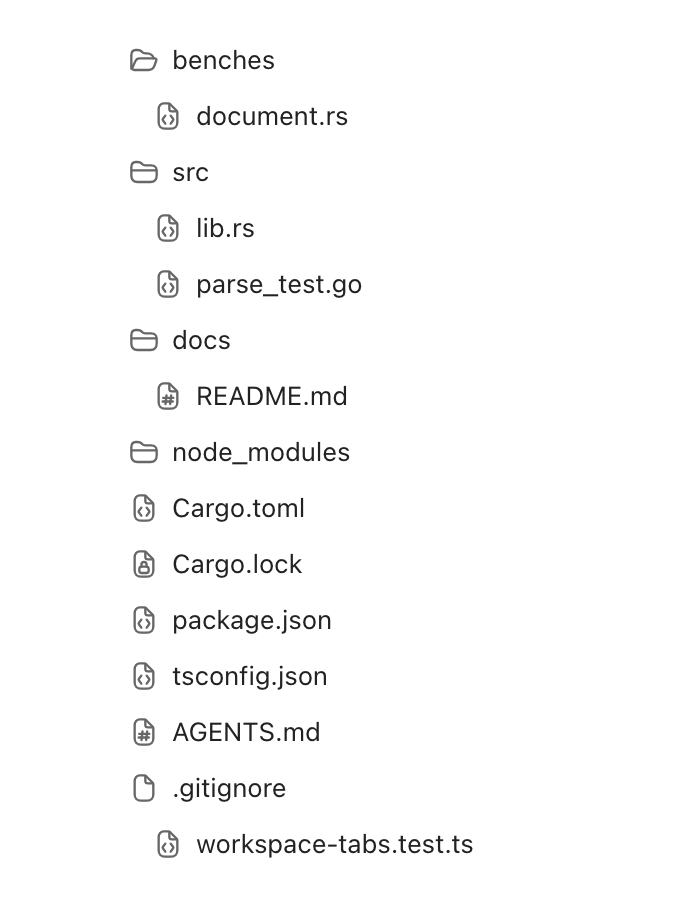 benches
document.rs
src
lib.rs
parse_test.go
docs
README.md
node_modules
Cargo.toml
Cargo.lock
package.json
tsconfig.json
AGENTS.md
.gitignore
workspace-tabs.test.ts